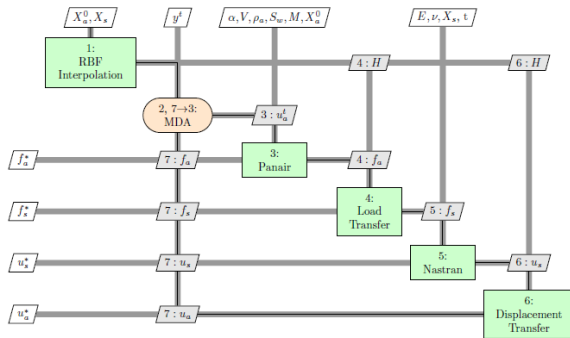 X_a^0, X_s
y^t
α, V, ρ_a, S_w, M, X_a^0
E, ν, X_s, t
1:
RBF
Interpolation
4 : H
6 : H
2, 7→3:
MDA
3 : u_a^t
f_a^*
7 : f_a
3:
Panair
4 : f_a
f_s^*
7 : f_s
4:
Load
Transfer
5 : f_s
u_s^*
7 : u_s
5:
Nastran
6 : u_s
u_a^*
7 : u_a
6:
Displacement
Transfer